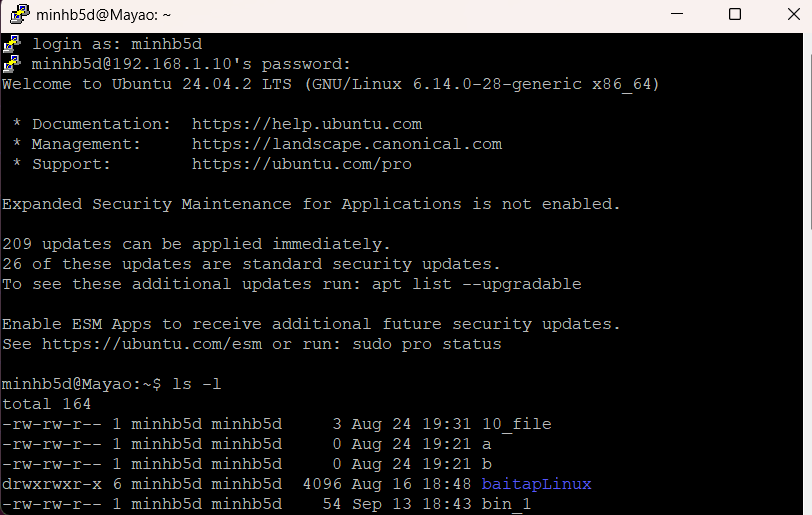 minhb5d@Mayao: ~
login as: minhb5d
minhb5d@192.168.1.10's password:
Welcome to Ubuntu 24.04.2 LTS (GNU/Linux 6.14.0-28-generic x86_64)
* Documentation:  https://help.ubuntu.com
* Management:     https://landscape.canonical.com
* Support:        https://ubuntu.com/pro
Expanded Security Maintenance for Applications is not enabled.
209 updates can be applied immediately.
26 of these updates are standard security updates.
To see these additional updates run: apt list --upgradable
Enable ESM Apps to receive additional future security updates.
See https://ubuntu.com/esm or run: sudo pro status
minhb5d@Mayao:~$ ls -l
total 164
-rw-rw-r-- 1 minhb5d minhb5d     3 Aug 24 19:31 10_file
-rw-rw-r-- 1 minhb5d minhb5d     0 Aug 24 19:21 a
-rw-rw-r-- 1 minhb5d minhb5d     0 Aug 24 19:21 b
drwxrwxr-x 6 minhb5d minhb5d  4096 Aug 16 18:48 baitapLinux
-rw-rw-r-- 1 minhb5d minhb5d    54 Sep 13 18:43 bin_1